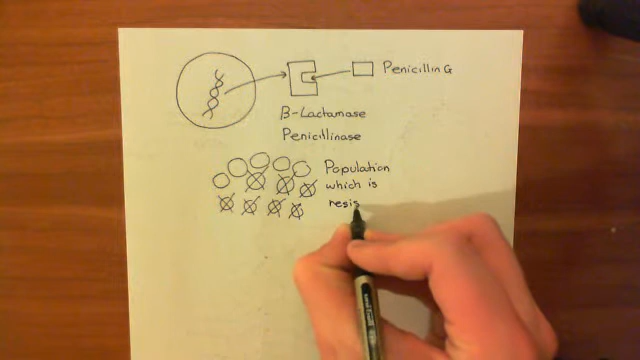 Penicillin G
B-Lactamase
Penicillinase
Population
which is
resis